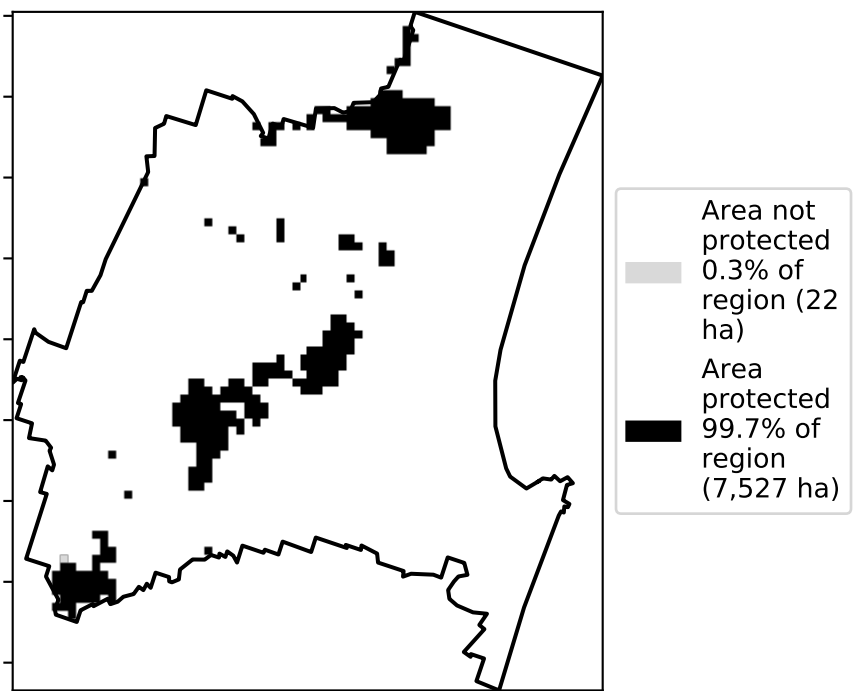 Area not
protected
0.3% of
region (22
ha)
Area
protected
99.7% of
region
(7,527 ha)